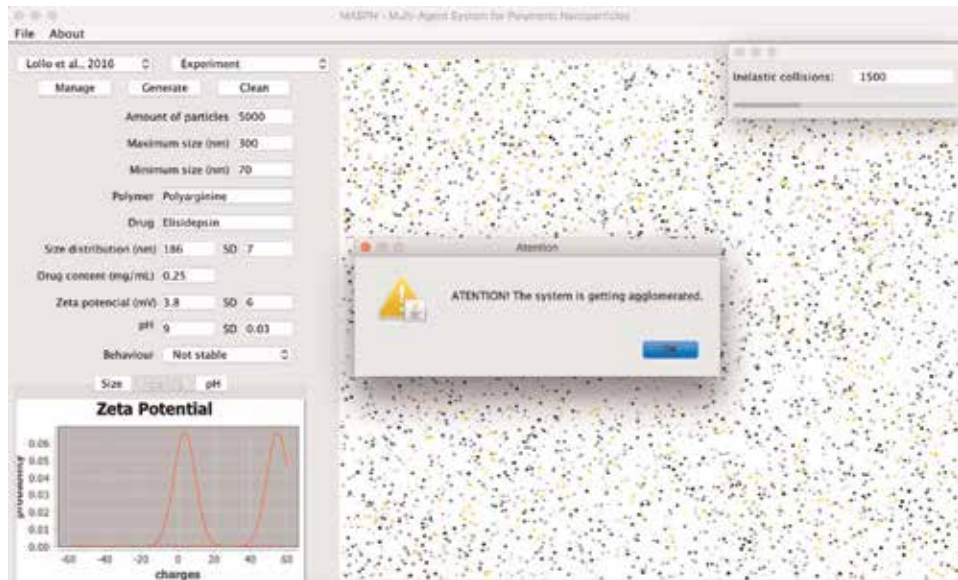 MASPN - Multi-Agent System for Polymeric Nanoparticles
File About
Lollo et al., 2016 Experiment
Manage Generate Clean
Amount of particles 5000
Maximum size (nm) 300
Minimum size (nm) 70
Polymer Polyarginine
Drug Elisidepsin
Size distribution (nm) 186 SD 7
Drug content (mg/mL) 0.25
Zeta potencial (mV) 3.8 SD 6
pH 9 SD 0.03
Behaviour Not stable
Size pH
Zeta Potential
probability
0.06
0.05
0.04
0.03
0.02
0.01
0.00
-60 -40 -20 0 20 40 60
charges
Inelastic collisions: 1500
Atention
ATENTION! The system is getting agglomerated.
OK